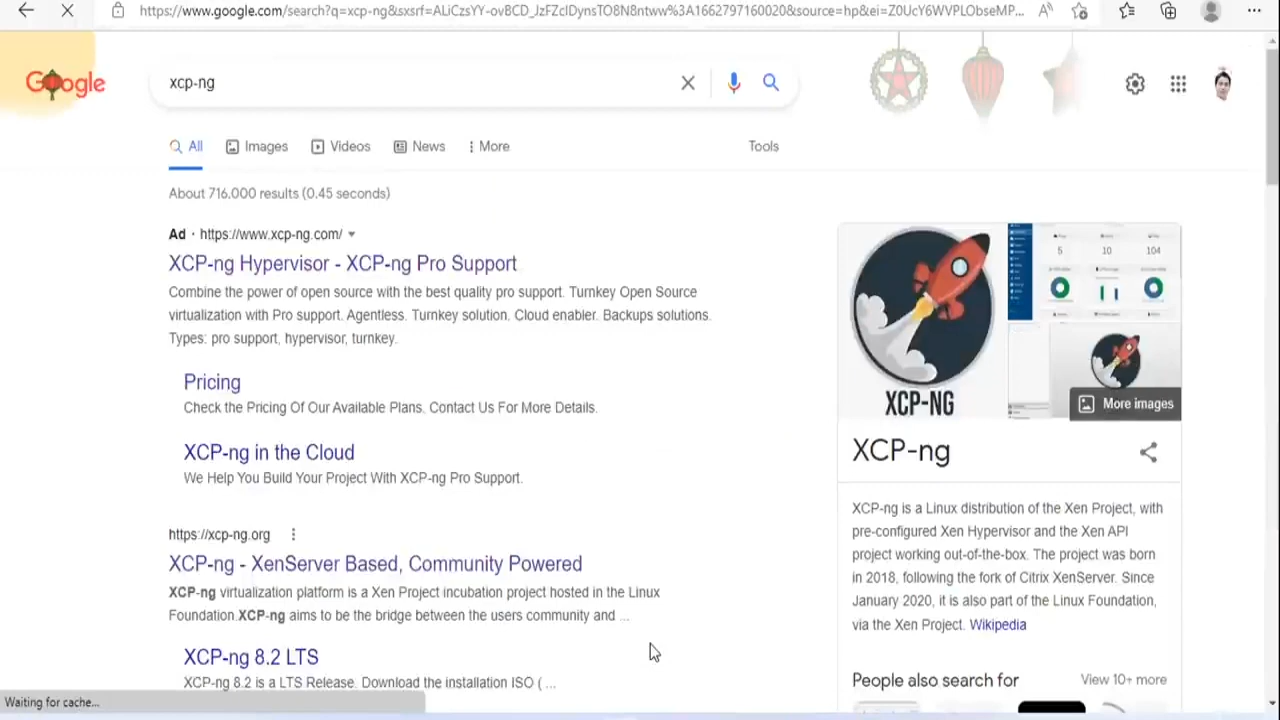 https://www.google.com/search?q=xcp-ng&sxsrf=ALiCzsYY-ovBCD_JzFZcIDynsTO8N8ntww%3A1662797160020&source=hp&ei=Z0UcY6WVPLObseMP...
Google
xcp-ng
All
Images
Videos
News
More
Tools
About 716.000 results (0.45 seconds)
Ad · https://www.xcp-ng.com/
XCP-ng Hypervisor - XCP-ng Pro Support
Combine the power of open source with the best quality pro support. Turnkey Open Source
virtualization with Pro support. Agentless. Turnkey solution. Cloud enabler. Backups solutions.
Types: pro support, hypervisor, turnkey.
Pricing
Check the Pricing Of Our Available Plans. Contact Us For More Details.
XCP-ng in the Cloud
We Help You Build Your Project With XCP-ng Pro Support.
https://xcp-ng.org
XCP-ng - XenServer Based, Community Powered
XCP-ng virtualization platform is a Xen Project incubation project hosted in the Linux
Foundation.XCP-ng aims to be the bridge between the users community and ...
XCP-ng 8.2 LTS
XCP-ng 8.2 is a LTS Release. Download the installation ISO ( ...
Waiting for cache...
XCP-NG
5
10
104
More images
XCP-ng
XCP-ng is a Linux distribution of the Xen Project, with
pre-configured Xen Hypervisor and the Xen API
project working out-of-the-box. The project was born
in 2018, following the fork of Citrix XenServer. Since
January 2020, it is also part of the Linux Foundation,
via the Xen Project. Wikipedia
People also search for
View 10+ more